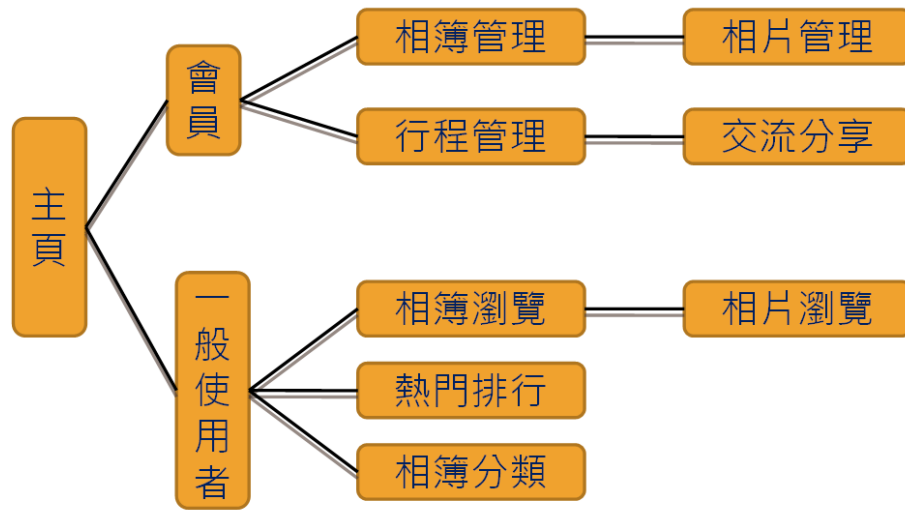 主頁
會員
相簿管理
相片管理
行程管理
交流分享
一般使用者
相簿瀏覽
相片瀏覽
熱門排行
相簿分類